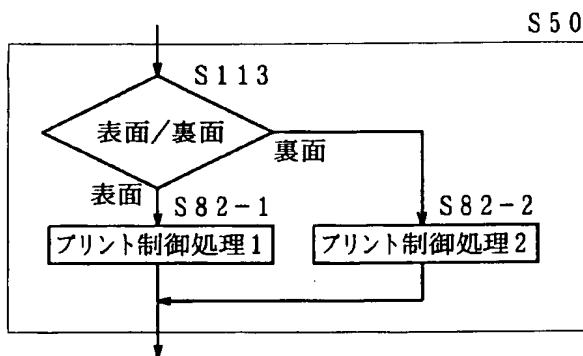 S50
S113
表面/裏面
裏面
表面
S82-1
S82-2
プリント制御処理1
プリント制御処理2